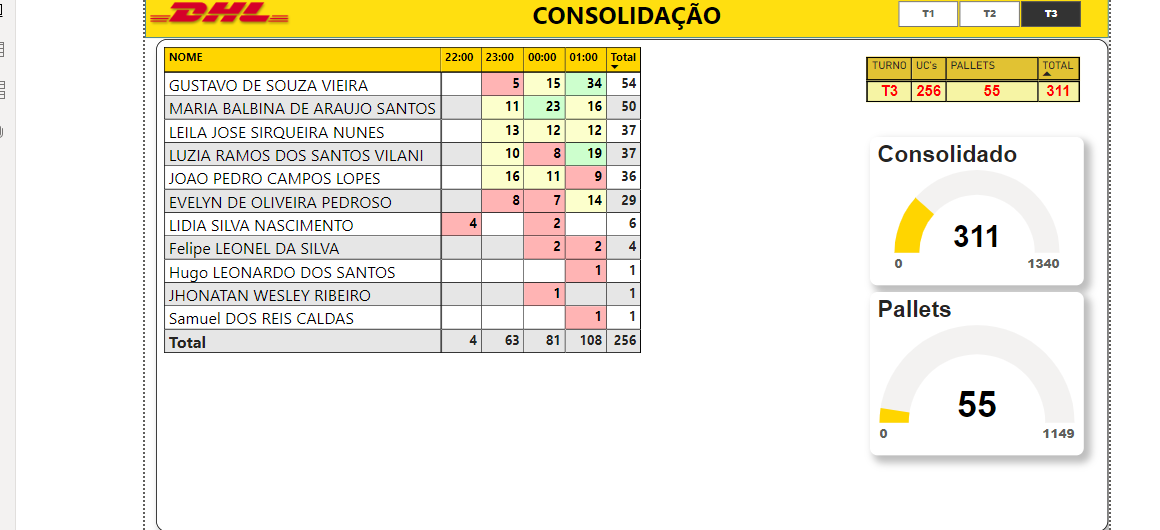 DHL CONSOLIDAÇÃO T1 T2 T3
NOME 22:00 23:00 00:00 01:00 Total
GUSTAVO DE SOUZA VIEIRA 5 15 34 54
MARIA BALBINA DE ARAUJO SANTOS 11 23 16 50
LEILA JOSE SIRQUEIRA NUNES 13 12 12 37
LUZIA RAMOS DOS SANTOS VILANI 10 8 19 37
JOAO PEDRO CAMPOS LOPES 16 11 9 36
EVELYN DE OLIVEIRA PEDROSO 8 7 14 29
LIDIA SILVA NASCIMENTO 4 2 6
Felipe LEONEL DA SILVA 2 2 4
Hugo LEONARDO DOS SANTOS 1 1
JHONATAN WESLEY RIBEIRO 1 1
Samuel DOS REIS CALDAS 1 1
Total 4 63 81 108 256
TURNO UC's PALLETS TOTAL
T3 256 55 311
Consolidado
311
0 1340
Pallets
55
0 1149